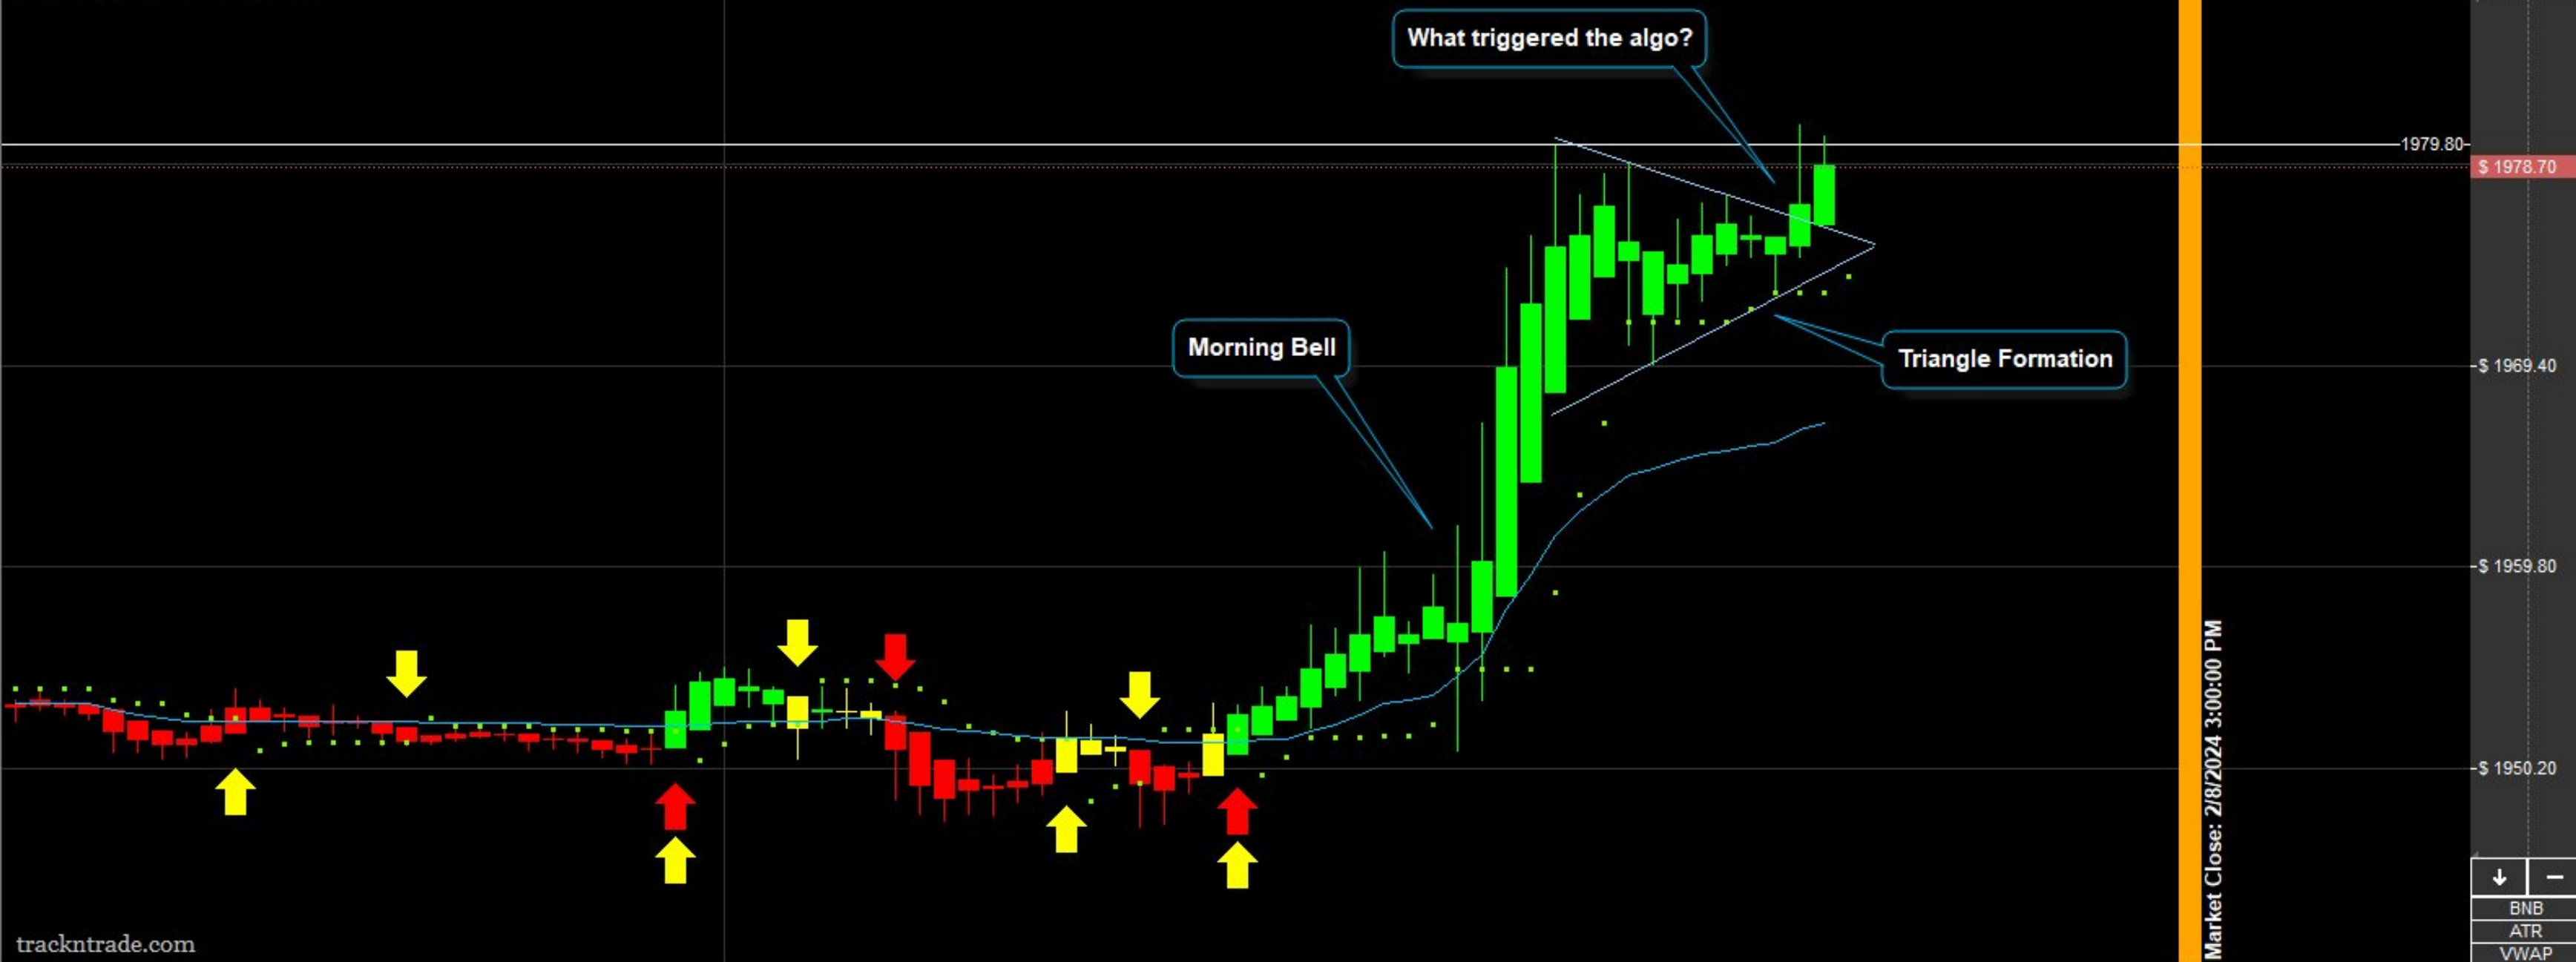 What triggered the algo?
1979.80
$ 1978.70
Morning Bell
Triangle Formation
$ 1969.40
$ 1959.80
$ 1950.20
Market Close: 2/8/2024 3:00:00 PM
BNB
ATR
VWAP
trackntrade.com